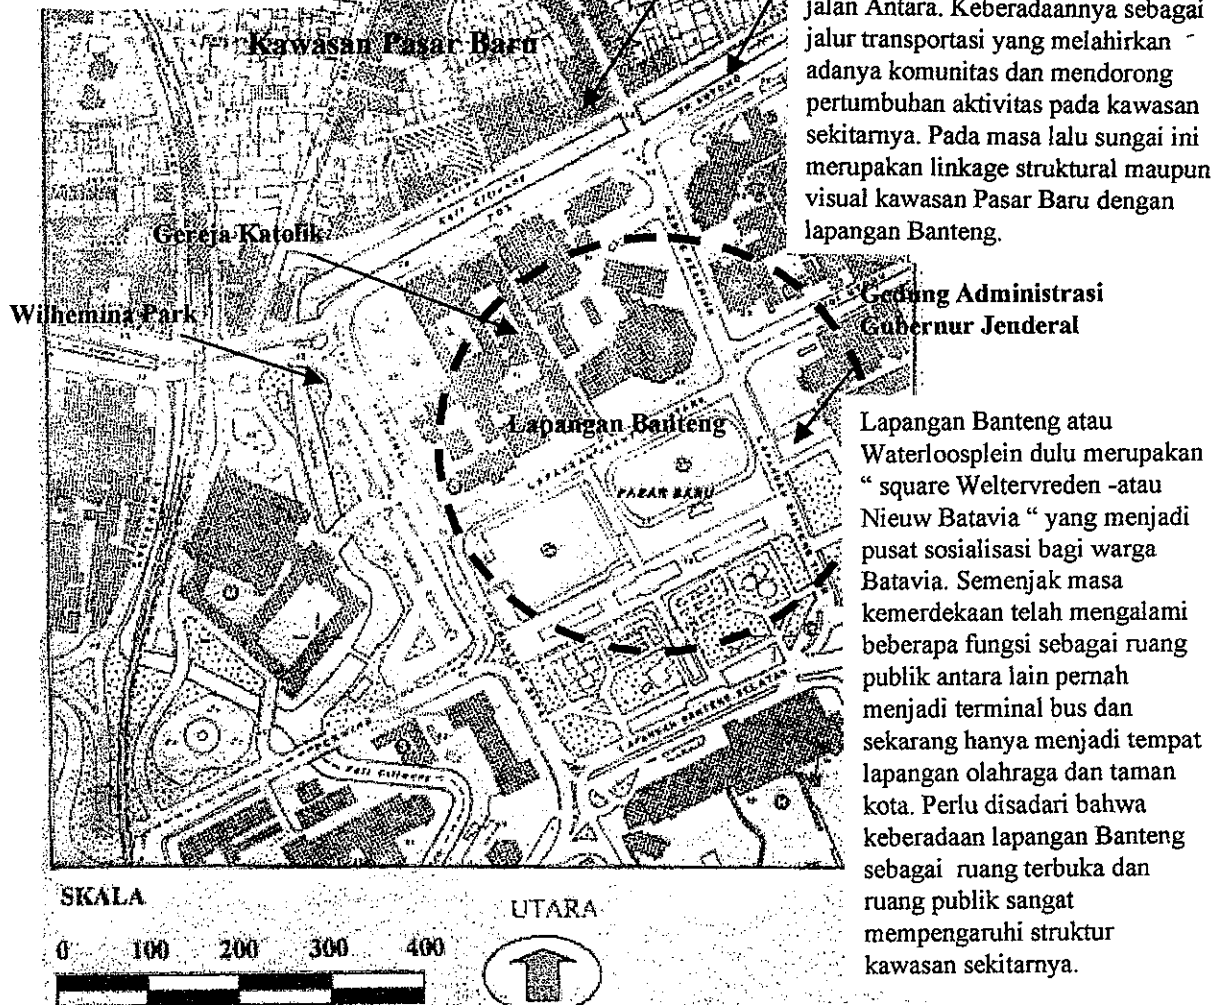 jalan Antara. Keberadaannya sebagai
jalur transportasi yang melahirkan
adanya komunitas dan mendorong
pertumbuhan aktivitas pada kawasan
sekitarnya. Pada masa lalu sungai ini
merupakan linkage struktural maupun
visual kawasan Pasar Baru dengan
lapangan Banteng.
Kawasan Pasar Baru
Gereja Katolik
Wilhemina Park
Gedung Administrasi
Gubernur Jenderal
Lapangan Banteng
PASAR BARU
LAPANGAN BANTENG SELATAN
Lapangan Banteng atau
Waterloosplein dulu merupakan
“ square Weltervreden -atau
Nieuw Batavia “ yang menjadi
pusat sosialisasi bagi warga
Batavia. Semenjak masa
kemerdekaan telah mengalami
beberapa fungsi sebagai ruang
publik antara lain pernah
menjadi terminal bus dan
sekarang hanya menjadi tempat
lapangan olahraga dan taman
kota. Perlu disadari bahwa
keberadaan lapangan Banteng
sebagai ruang terbuka dan
ruang publik sangat
mempengaruhi struktur
kawasan sekitarnya.
SKALA
0 100 200 300 400
UTARA